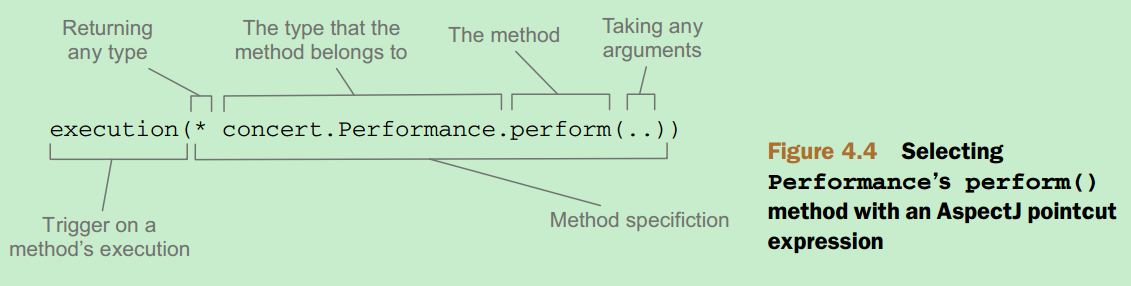 Returning
any type
The type that the
method belongs to
The method
Taking any
arguments
execution(* concert.Performance.perform(..))
Trigger on a
method's execution
Method specifiction
Figure 4.4 Selecting
Performance's perform()
method with an AspectJ pointcut
expression